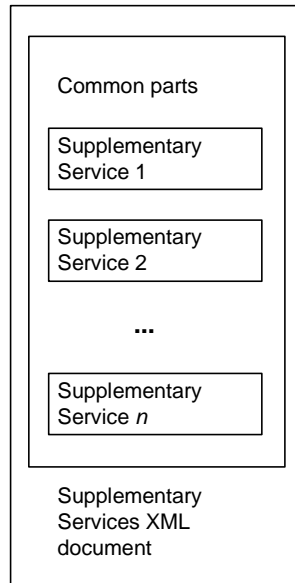 Common parts
Supplementary
Service 1
Supplementary
Service 2
...
Supplementary
Service n
Supplementary
Services XML
document